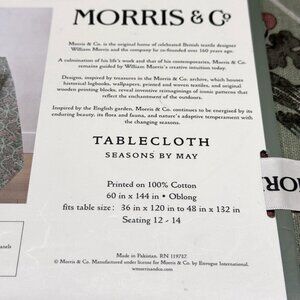 MORRIS & Co
Morris & Co. is the original home of celebrated British textile designer
William Morris and the company he co-founded over 160 years ago.
A culmination of his life's work and that of his contemporaries, Morris & Co. remains
guided by William Morris's creative intuition today.
Designs, inspired by treasures in the Morris & Co. archive, which houses
historical logbooks, wallpapers, printed and woven textiles, and original
wooden printing blocks, reveal inventive reimaginings of iconic patterns that
reflect the enchantment of the outdoors.
Inspired by the English garden, Morris & Co. continues to be energised by its
enduring beauty, its flora and fauna, and nature's adaptive temperament with
the changing seasons.
TABLECLOTH
SEASONS BY MAY
Printed on 100% Cotton
60 in x 144 in • Oblong
fits table size: 36 in x 120 in to 48 in x 132 in
Seating 12 - 14
Made in Pakistan. RN 119717
© Morris & Co. Manufactured under license for Morris & Co. by Enrogue International.
wmmorrisandco.com
panels
MORR